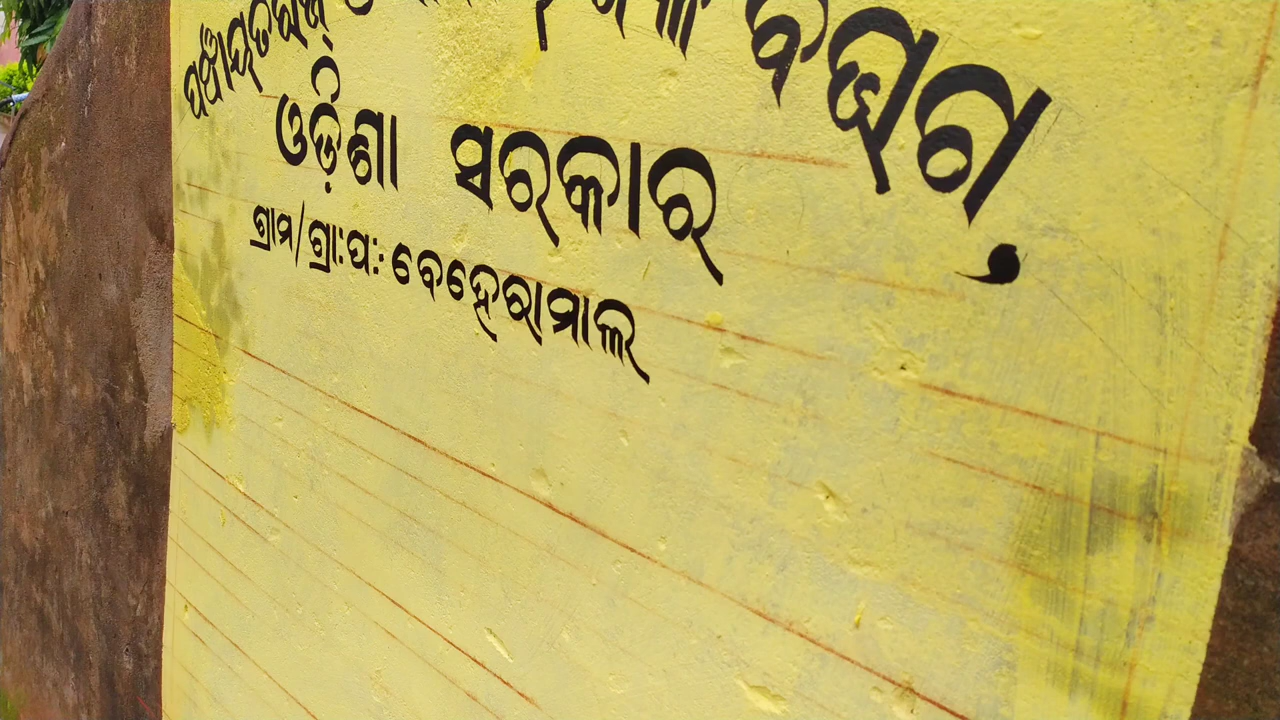 ପଞ୍ଚାୟତିରାଜ ଓ ବିଭାଗ,
ଓଡ଼ିଶା ସରକାର
ଗ୍ରାମ/ଗ୍ରା:ପ: ବେହେରାମାଲ